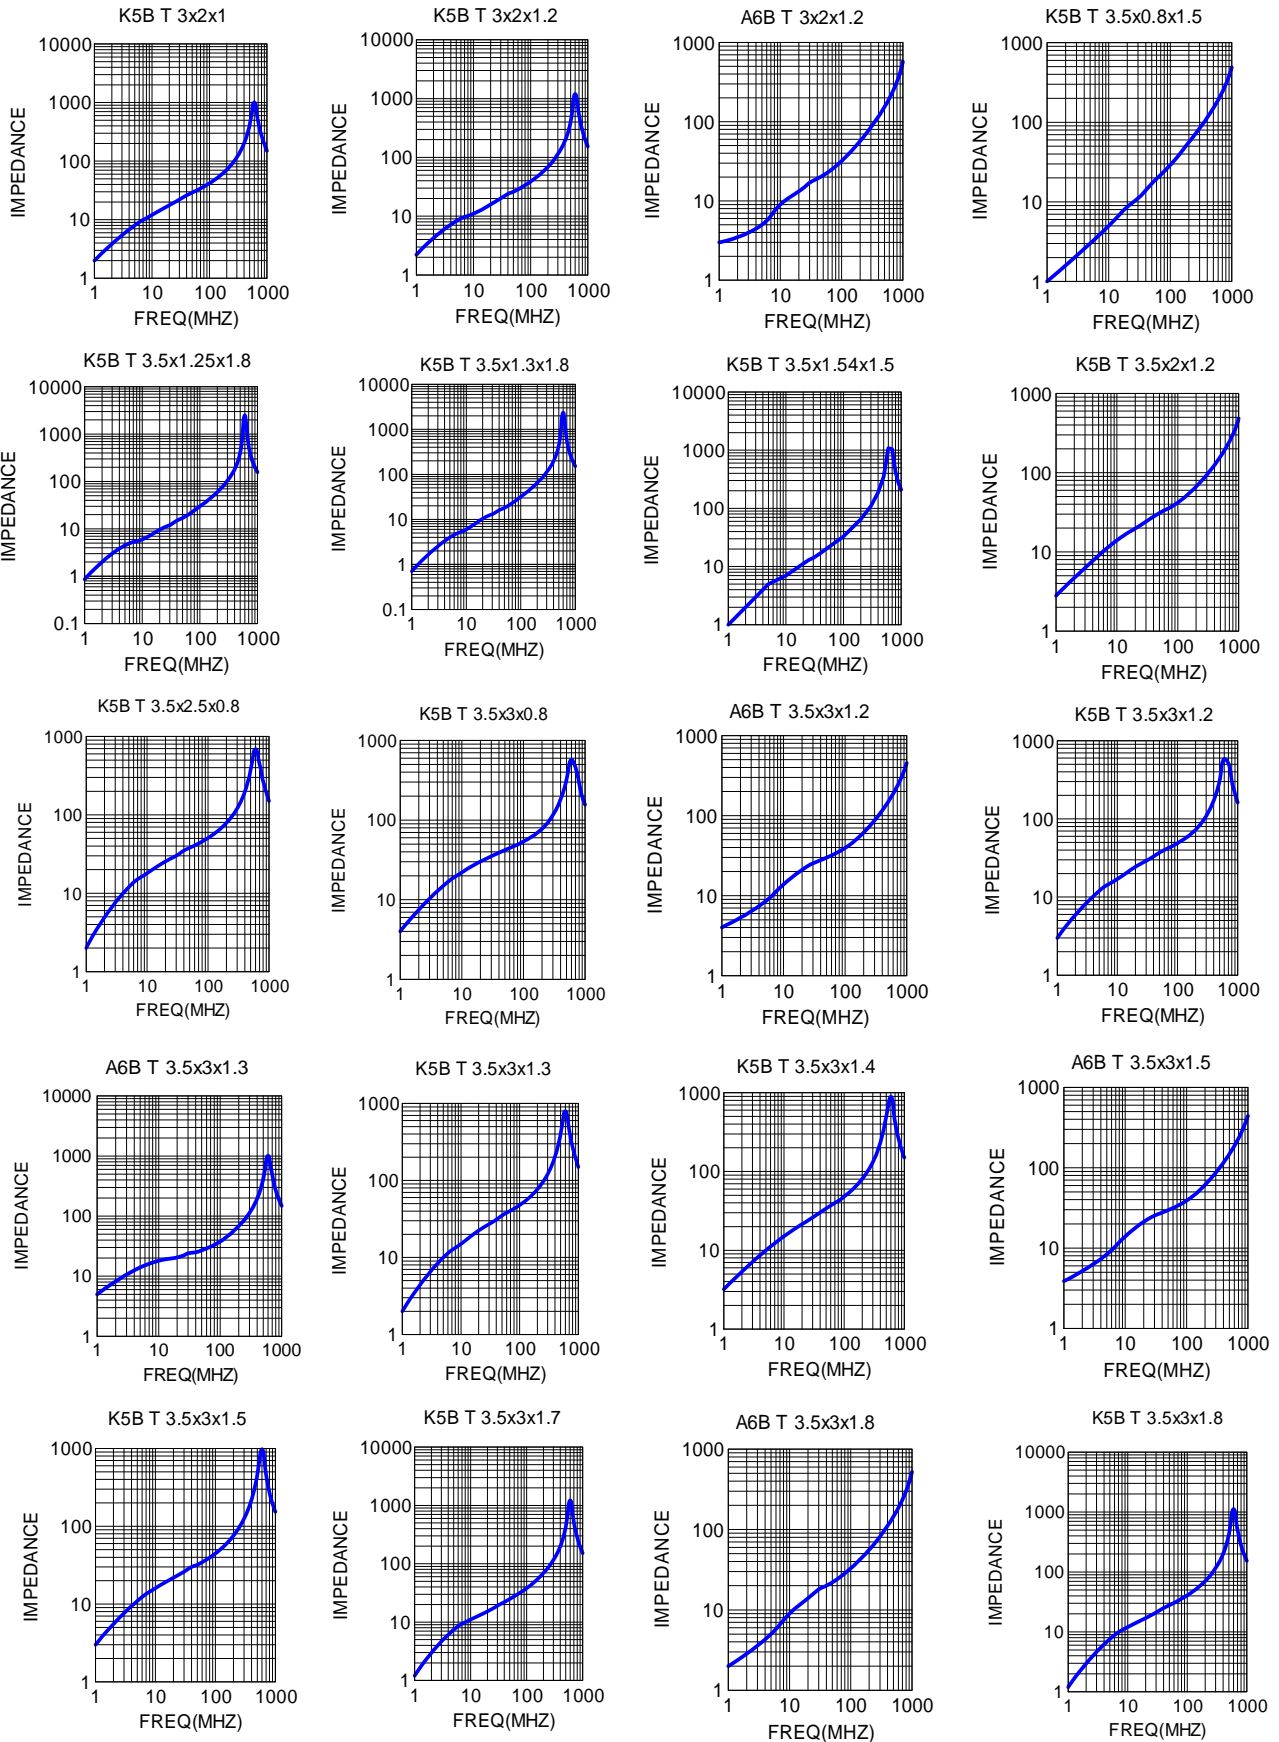 K5B T 3x2x1
10000
1000
100
10
1
1 10 100 1000
IMPEDANCE
FREQ(MHZ)
K5B T 3x2x1.2
10000
1000
100
10
1
1 10 100 1000
IMPEDANCE
FREQ(MHZ)
A6B T 3x2x1.2
1000
100
10
1
1 10 100 1000
IMPEDANCE
FREQ(MHZ)
K5B T 3.5x0.8x1.5
1000
100
10
1
1 10 100 1000
IMPEDANCE
FREQ(MHZ)
K5B T 3.5x1.25x1.8
10000
1000
100
10
1
0.1
1 10 100 1000
IMPEDANCE
FREQ(MHZ)
K5B T 3.5x1.3x1.8
10000
1000
100
10
1
0.1
1 10 100 1000
IMPEDANCE
FREQ(MHZ)
K5B T 3.5x1.54x1.5
10000
1000
100
10
1
1 10 100 1000
IMPEDANCE
FREQ(MHZ)
K5B T 3.5x2x1.2
1000
100
10
1
1 10 100 1000
IMPEDANCE
FREQ(MHZ)
K5B T 3.5x2.5x0.8
1000
100
10
1
1 10 100 1000
IMPEDANCE
FREQ(MHZ)
K5B T 3.5x3x0.8
1000
100
10
1
1 10 100 1000
IMPEDANCE
FREQ(MHZ)
A6B T 3.5x3x1.2
1000
100
10
1
1 10 100 1000
IMPEDANCE
FREQ(MHZ)
K5B T 3.5x3x1.2
1000
100
10
1
1 10 100 1000
IMPEDANCE
FREQ(MHZ)
A6B T 3.5x3x1.3
10000
1000
100
10
1
1 10 100 1000
IMPEDANCE
FREQ(MHZ)
K5B T 3.5x3x1.3
1000
100
10
1
1 10 100 1000
IMPEDANCE
FREQ(MHZ)
K5B T 3.5x3x1.4
1000
100
10
1
1 10 100 1000
IMPEDANCE
FREQ(MHZ)
A6B T 3.5x3x1.5
1000
100
10
1
1 10 100 1000
IMPEDANCE
FREQ(MHZ)
K5B T 3.5x3x1.5
1000
100
10
1
1 10 100 1000
IMPEDANCE
FREQ(MHZ)
K5B T 3.5x3x1.7
10000
1000
100
10
1
1 10 100 1000
IMPEDANCE
FREQ(MHZ)
A6B T 3.5x3x1.8
1000
100
10
1
1 10 100 1000
IMPEDANCE
FREQ(MHZ)
K5B T 3.5x3x1.8
10000
1000
100
10
1
1 10 100 1000
IMPEDANCE
FREQ(MHZ)